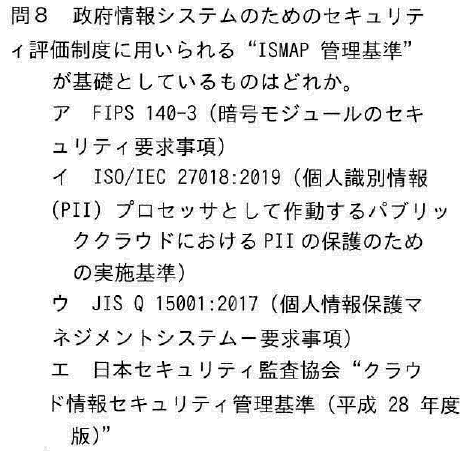 問８　政府情報システムのためのセキュリテ
ィ評価制度に用いられる“ISMAP 管理基準”
が基礎としているものはどれか。
ア　FIPS 140-3（暗号モジュールのセキ
ュリティ要求事項）
イ　ISO/IEC 27018:2019（個人識別情報
(PII) プロセッサとして作動するパブリッ
ククラウドにおける PII の保護のため
の実施基準）
ウ　JIS Q 15001:2017（個人情報保護マ
ネジメントシステムー要求事項）
エ　日本セキュリティ監査協会“クラウ
ド情報セキュリティ管理基準（平成 28 年度
版）”